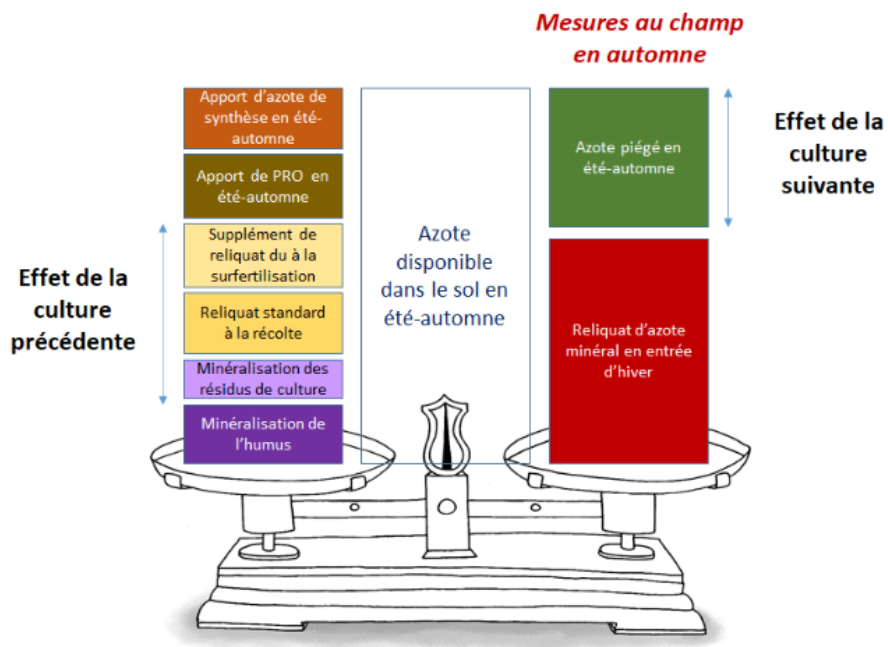 Mesures au champ
en automne
Apport d'azote de
synthèse en été-
automne
Apport de PRO en
été-automne
Supplément de
reliquat du à la
surfertilisation
Reliquat standard
à la récolte
Minéralisation des
résidus de culture
Minéralisation de
l'humus
Effet de la
culture
précédente
Azote
disponible
dans le sol en
été-automne
Azote piégé en
été-automne
Reliquat d'azote
minéral en entrée
d'hiver
Effet de la
culture
suivante